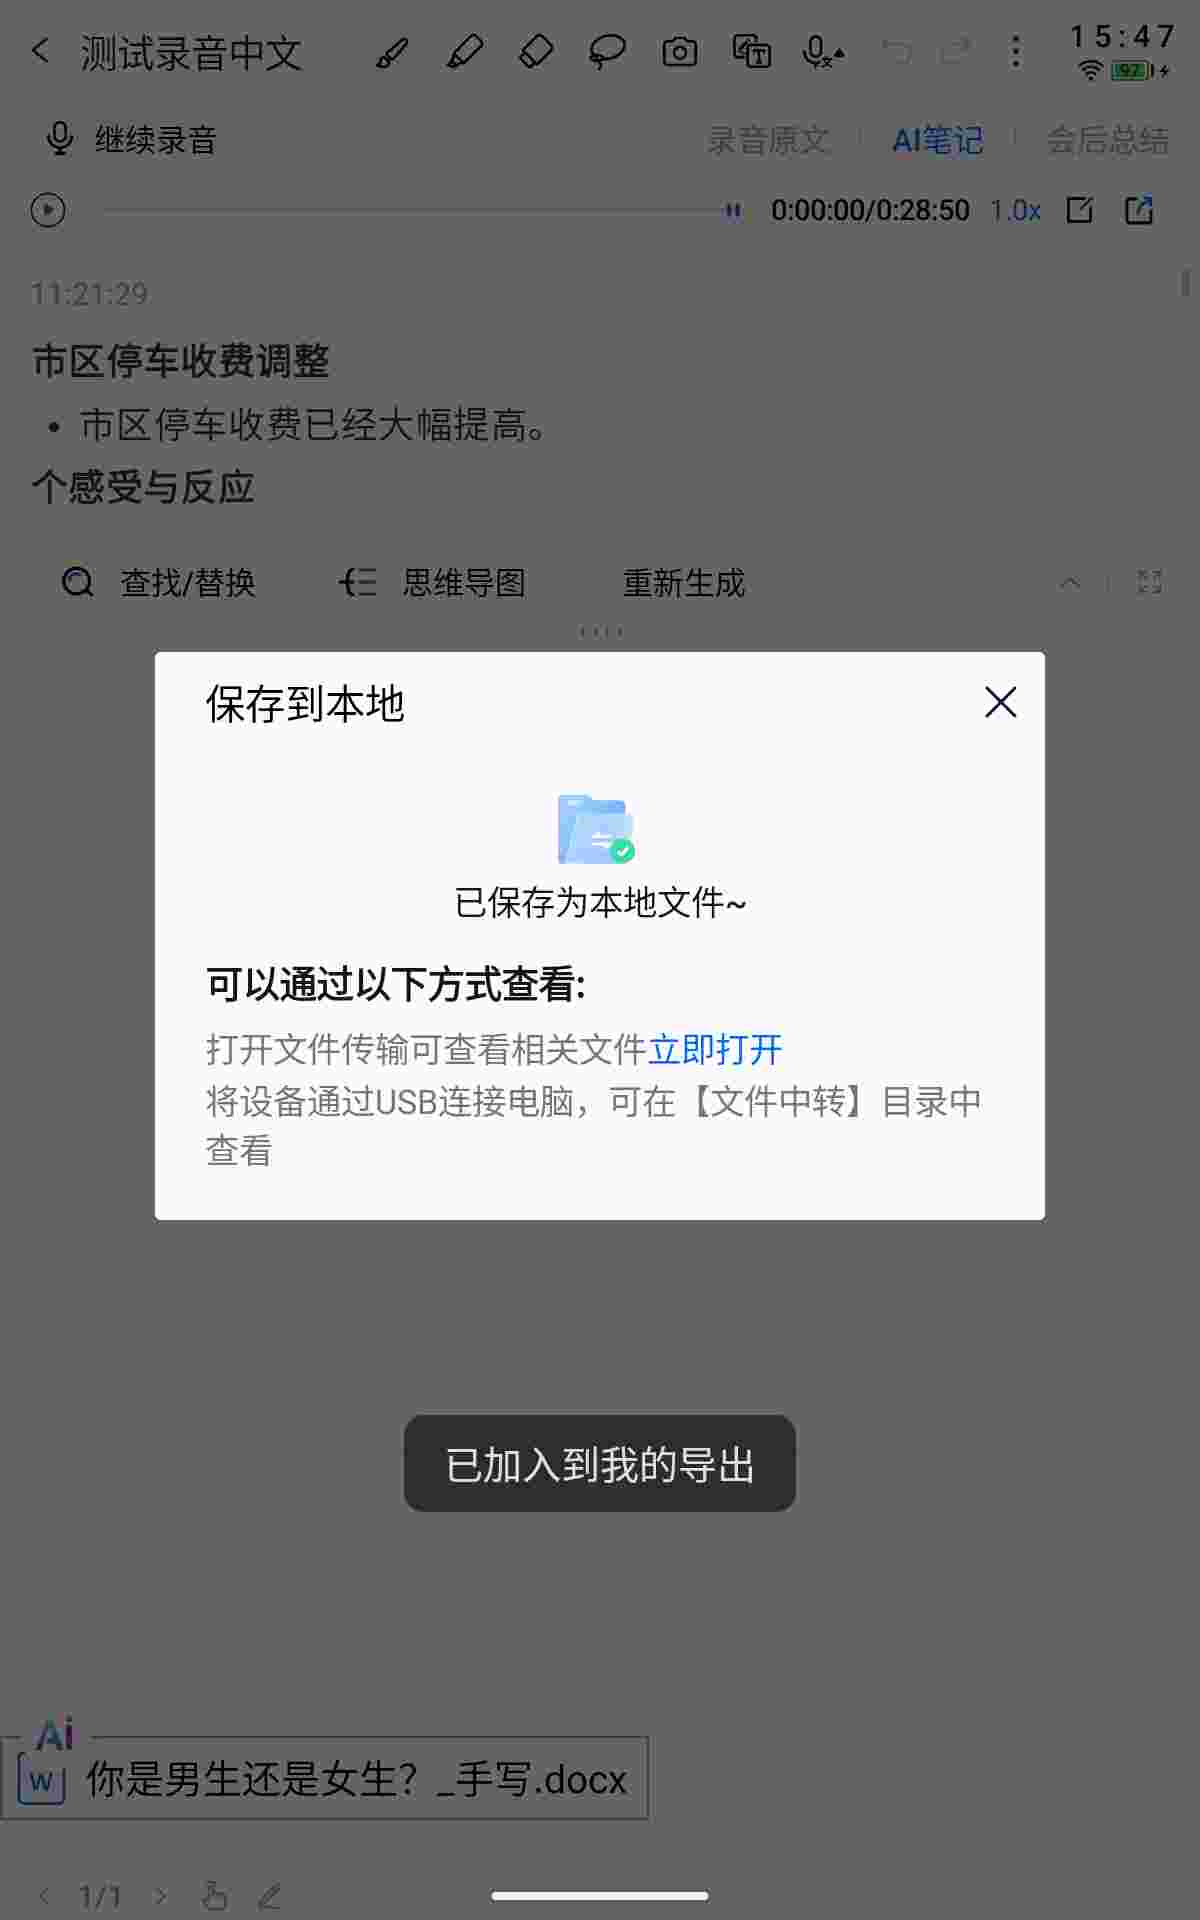 测试录音中文
15:47
97
继续录音
录音原文
AI笔记
会后总结
0:00:00/0:28:50
1.0x
11:21:29
市区停车收费调整
• 市区停车收费已经大幅提高。
个感受与反应
查找/替换
思维导图
重新生成
保存到本地
已保存为本地文件~
可以通过以下方式查看:
打开文件传输可查看相关文件立即打开
将设备通过USB连接电脑，可在【文件中转】目录中
查看
已加入到我的导出
Ai
W 你是男生还是女生？_手写.docx
1/1